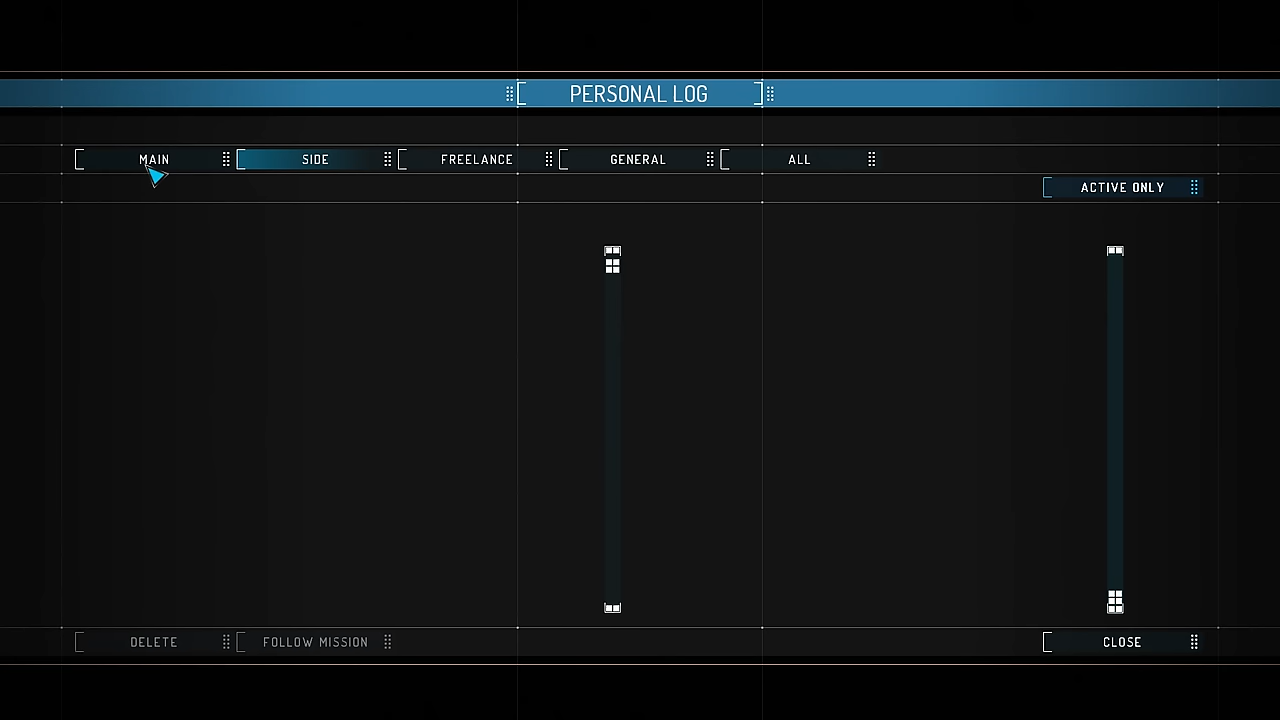 PERSONAL LOG
MAIN SIDE FREELANCE GENERAL ALL
ACTIVE ONLY
DELETE FOLLOW MISSION CLOSE